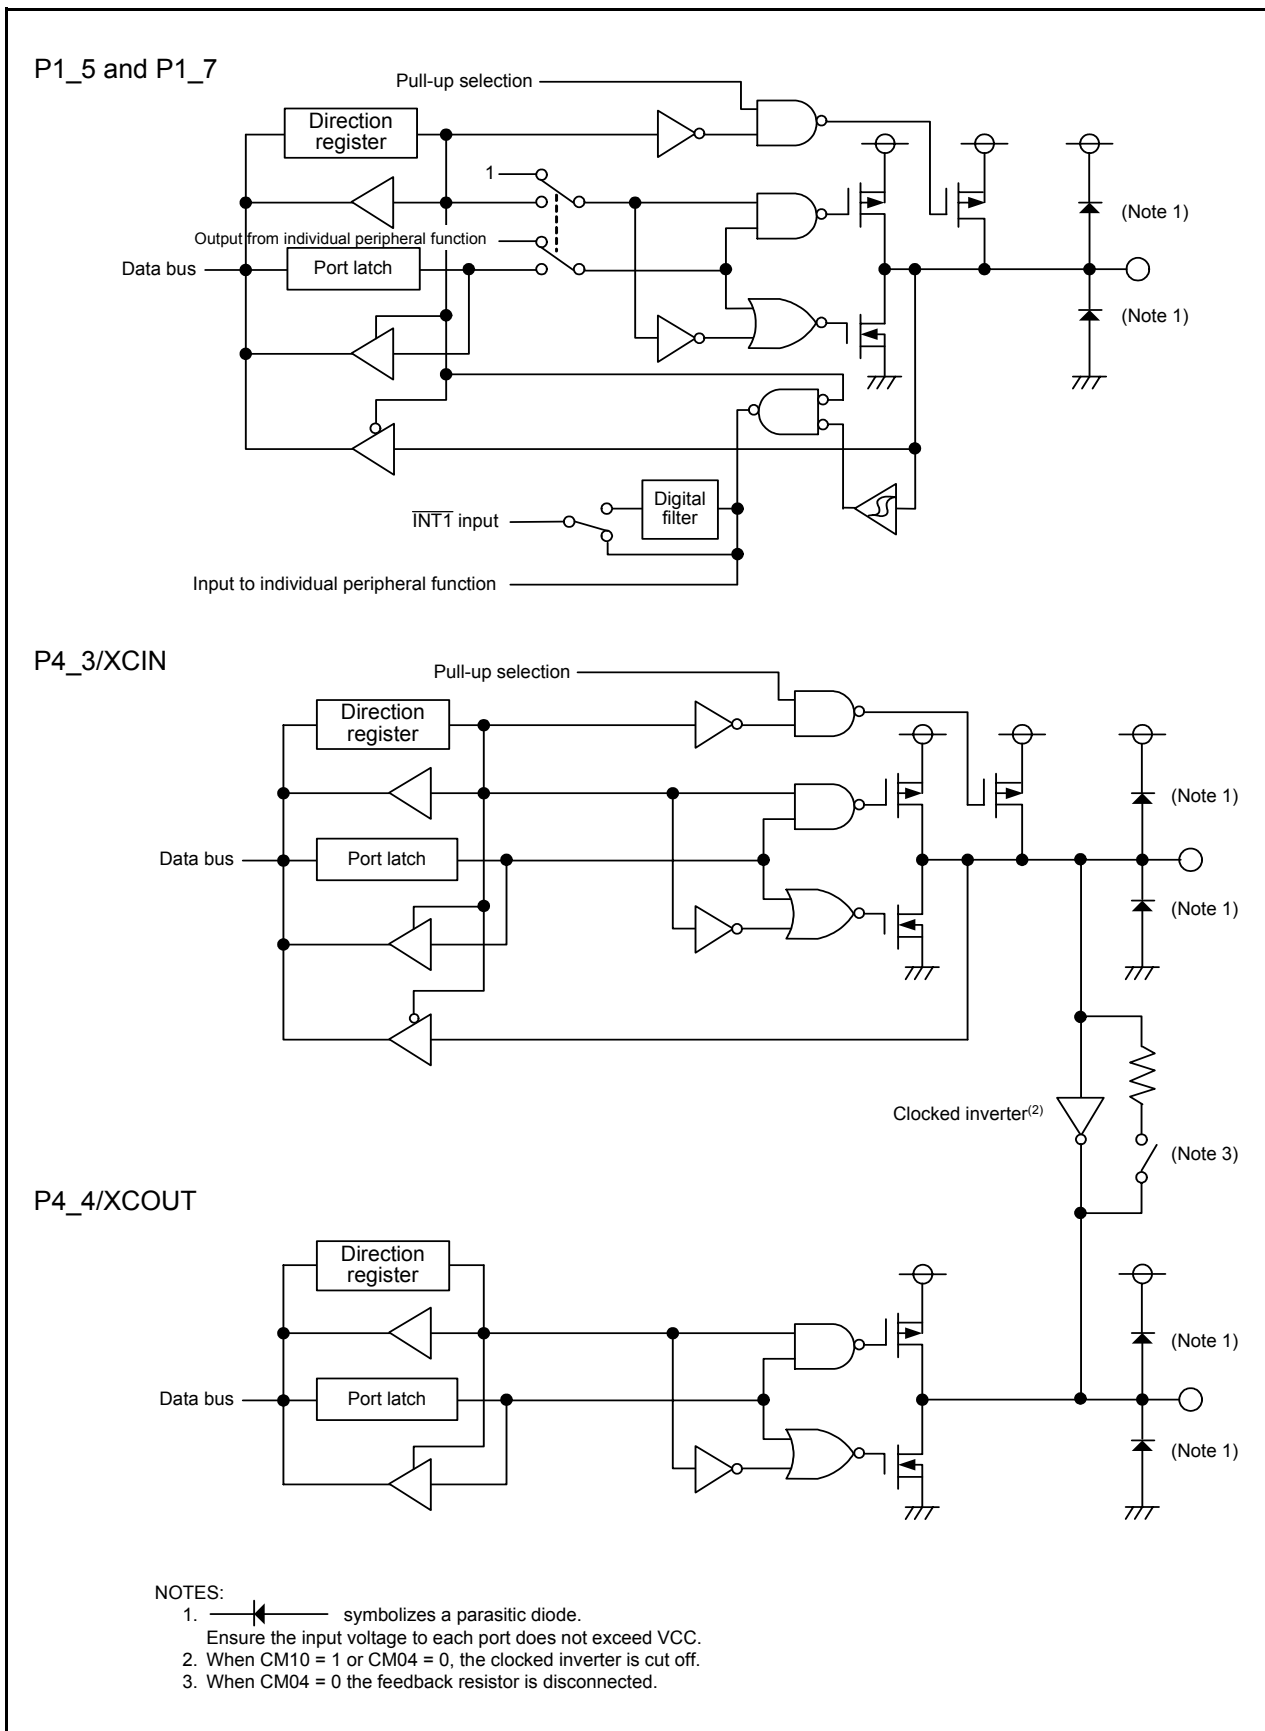 P1_5 and P1_7
Pull-up selection
Direction
register
1
(Note 1)
Output from individual peripheral function
Data bus
Port latch
(Note 1)
Digital
filter
INT1 input
Input to individual peripheral function
P4_3/XCIN
Pull-up selection
Direction
register
(Note 1)
Data bus
Port latch
(Note 1)
Clocked inverter(2)
(Note 3)
P4_4/XCOUT
Direction
register
(Note 1)
Data bus
Port latch
(Note 1)
NOTES:
1. symbolizes a parasitic diode.
Ensure the input voltage to each port does not exceed VCC.
2. When CM10 = 1 or CM04 = 0, the clocked inverter is cut off.
3. When CM04 = 0 the feedback resistor is disconnected.